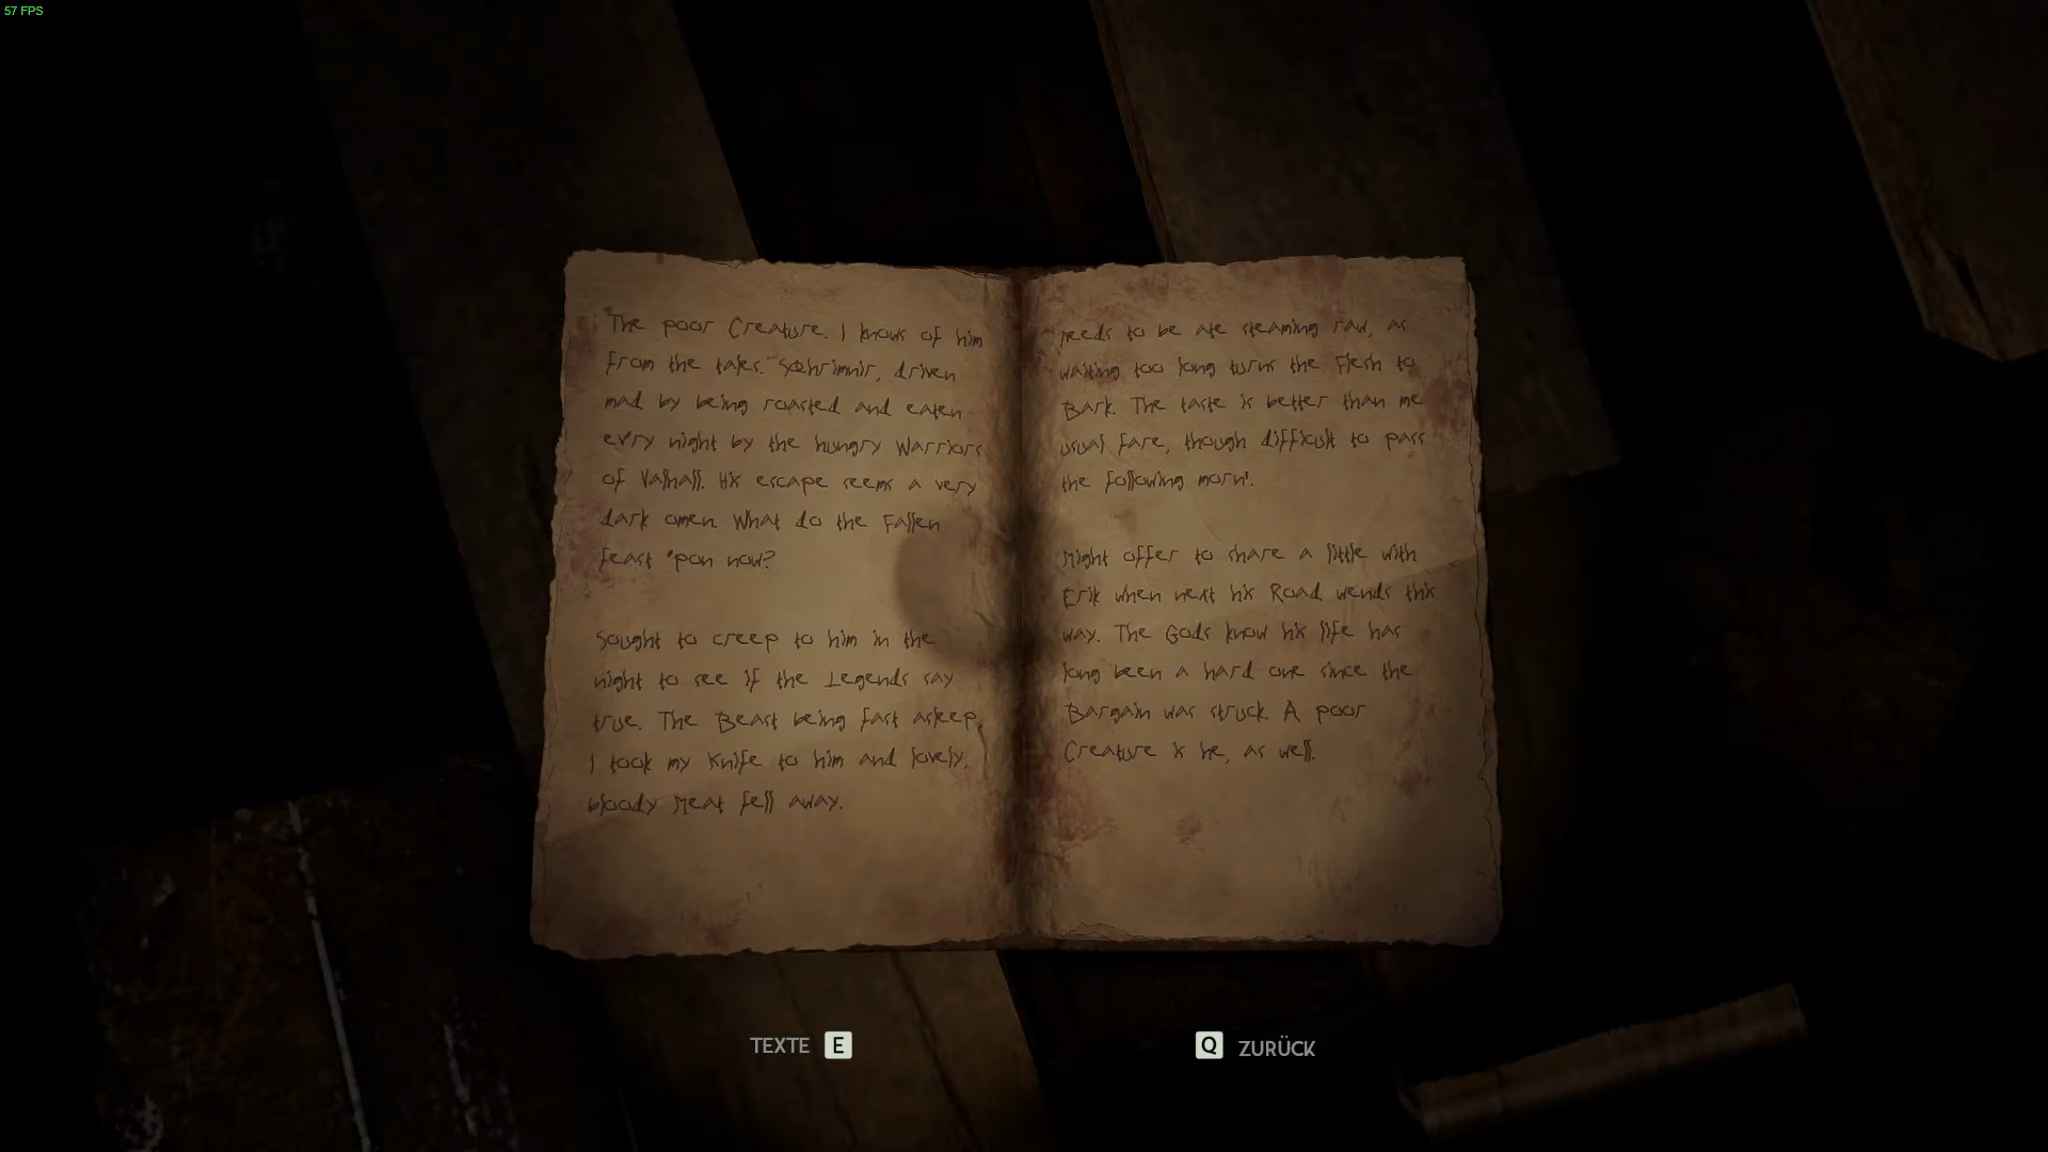 57 FPS
The poor Creature. I knows of him
from the tales. Sæhrimnir, driven
mad by being roasted and eaten
ev'ry night by the hungry Warriors
of Valhall. His escape seems a very
dark omen. What do the Fallen
feast 'pon now?
Sought to creep to him in the
night to see if the Legends say
true. The Beast being fast asleep,
I took my Knife to him and lovely,
bloody Meat fell away.
Needs to be ate steaming raw, as
waiting too long turns the Flesh to
Bark. The taste is better than me
usual fare, though difficult to pass
the following morn'.
Might offer to share a little with
Erik when next his Road wends this
way. The Gods know his life has
long been a hard one since the
Bargain was struck. A poor
Creature is he, as well.
TEXTE E
Q ZURÜCK